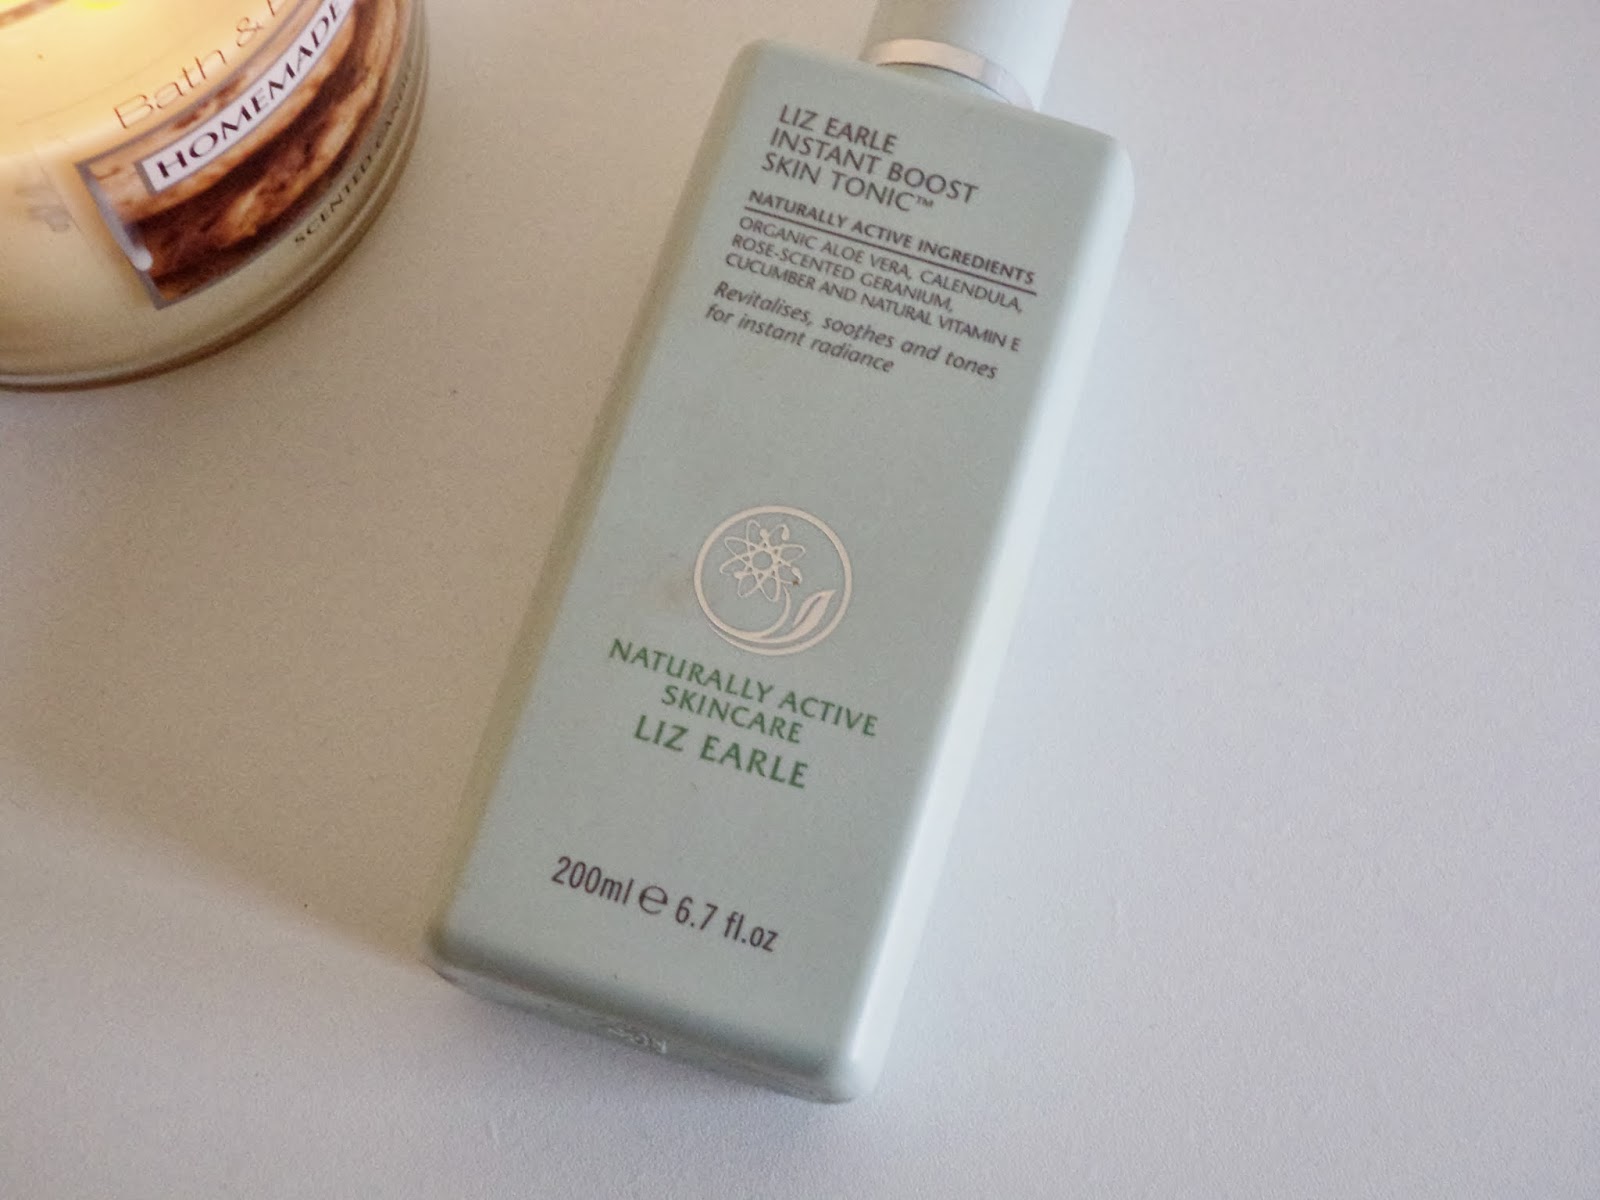 Bath &
HOMEMADE
SCENTED CANDLE
LIZ EARLE
INSTANT BOOST
SKIN TONIC™
NATURALLY ACTIVE INGREDIENTS
ORGANIC ALOE VERA, CALENDULA,
ROSE-SCENTED GERANIUM,
CUCUMBER AND NATURAL VITAMIN E
Revitalises, soothes and tones
for instant radiance
NATURALLY ACTIVE
SKINCARE
LIZ EARLE
200ml ℮ 6.7 fl.oz